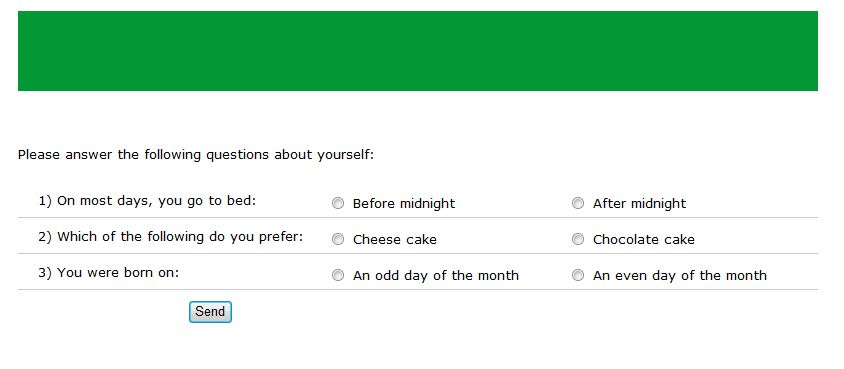 Please answer the following questions about yourself:
1) On most days, you go to bed: Before midnight After midnight
2) Which of the following do you prefer: Cheese cake Chocolate cake
3) You were born on: An odd day of the month An even day of the month
Send